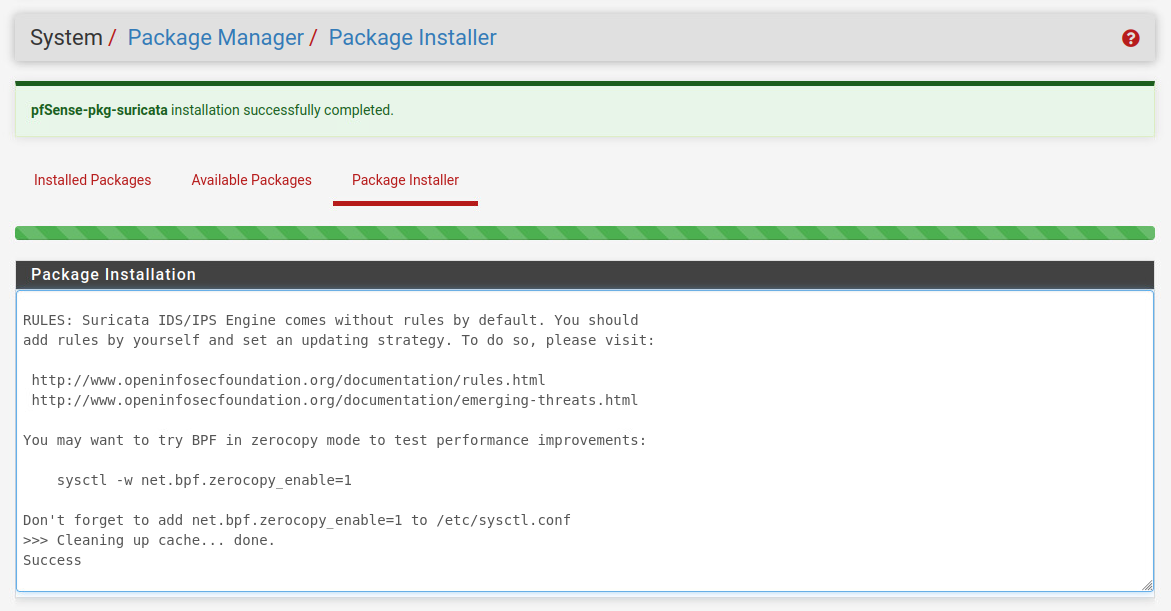 System / Package Manager / Package Installer
?
pfSense-pkg-suricata installation successfully completed.
Installed Packages Available Packages Package Installer
Package Installation
RULES: Suricata IDS/IPS Engine comes without rules by default. You should
add rules by yourself and set an updating strategy. To do so, please visit:
http://www.openinfosecfoundation.org/documentation/rules.html
http://www.openinfosecfoundation.org/documentation/emerging-threats.html
You may want to try BPF in zerocopy mode to test performance improvements:
sysctl -w net.bpf.zerocopy_enable=1
Don't forget to add net.bpf.zerocopy_enable=1 to /etc/sysctl.conf
>>> Cleaning up cache... done.
Success